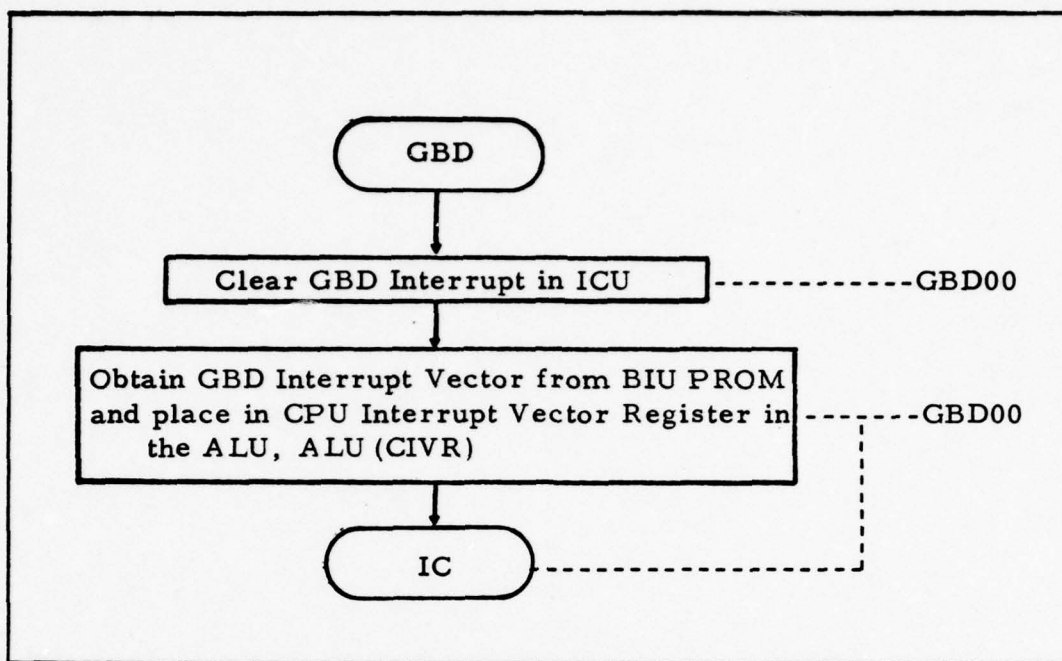 GBD
Clear GBD Interrupt in ICU
GBD00
Obtain GBD Interrupt Vector from BIU PROM
and place in CPU Interrupt Vector Register in
the ALU, ALU (CIVR)
GBD00
IC